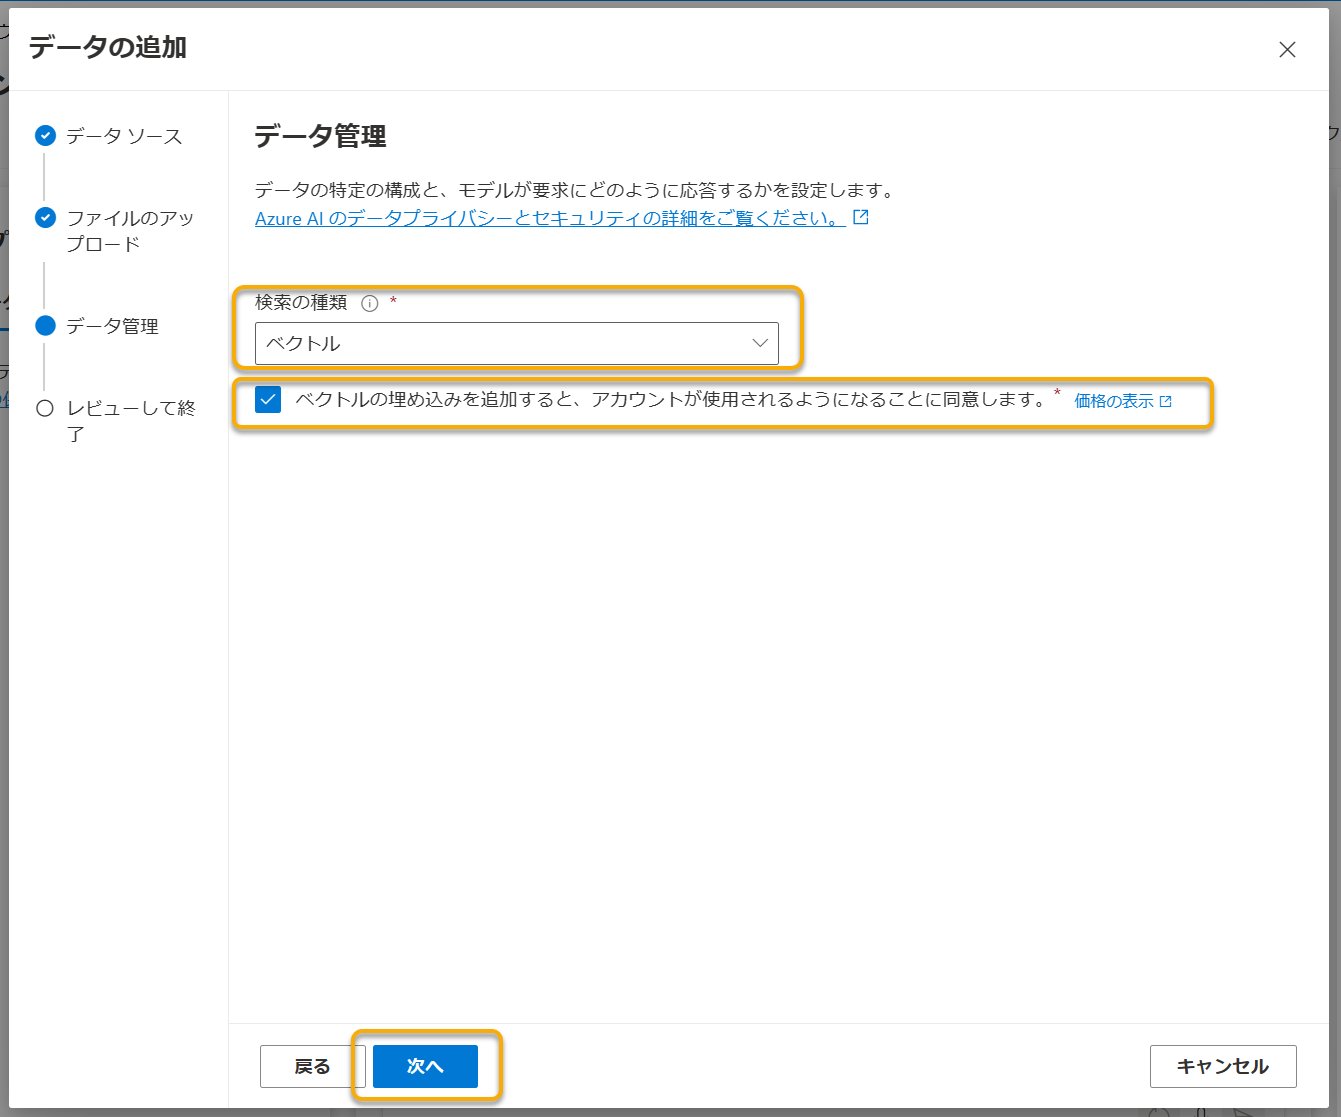 データの追加
データ ソース
ファイルのアッ
プロード
データ管理
レビューして終
了
データ管理
データの特定の構成と、モデルが要求にどのように応答するかを設定します。
Azure AI のデータプライバシーとセキュリティの詳細をご覧ください。
検索の種類 *
ベクトル
ベクトルの埋め込みを追加すると、アカウントが使用されるようになることに同意します。* 価格の表示
戻る
次へ
キャンセル